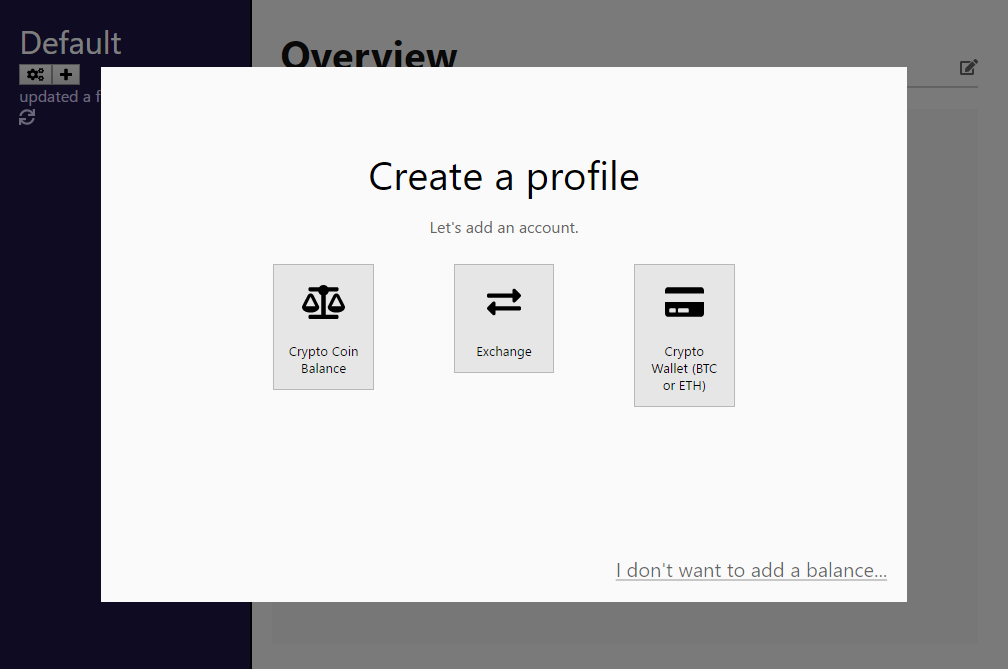 Default
Overview
updated a f
Create a profile
Let's add an account.
Crypto Coin
Balance
Exchange
Crypto
Wallet (BTC
or ETH)
I don't want to add a balance...